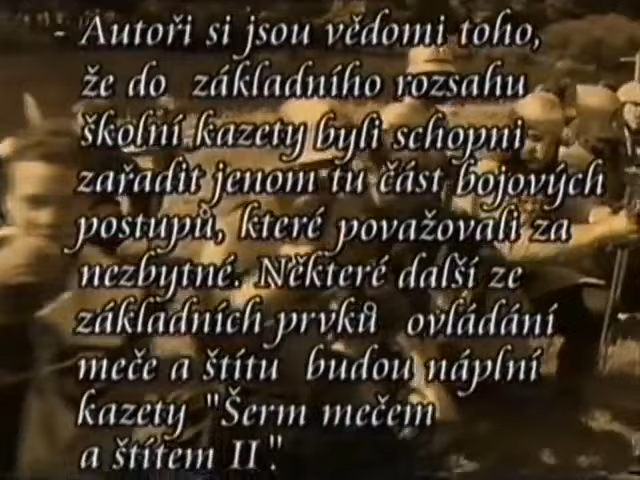 - Autoři si jsou vědomi toho,
že do základního rozsahu
školní kazety byli schopni
zařadit jenom tu část bojových
postupů, které považovali za
nezbytné. Některé další ze
základních prvků ovládání
meče a štítu budou náplní
kazety "Šerm mečem
a štítem II".